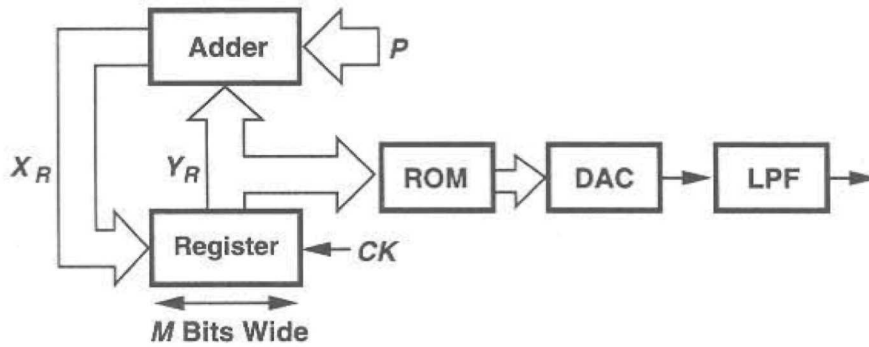 Adder
P
X_R
Y_R
ROM
DAC
LPF
Register
CK
M Bits Wide